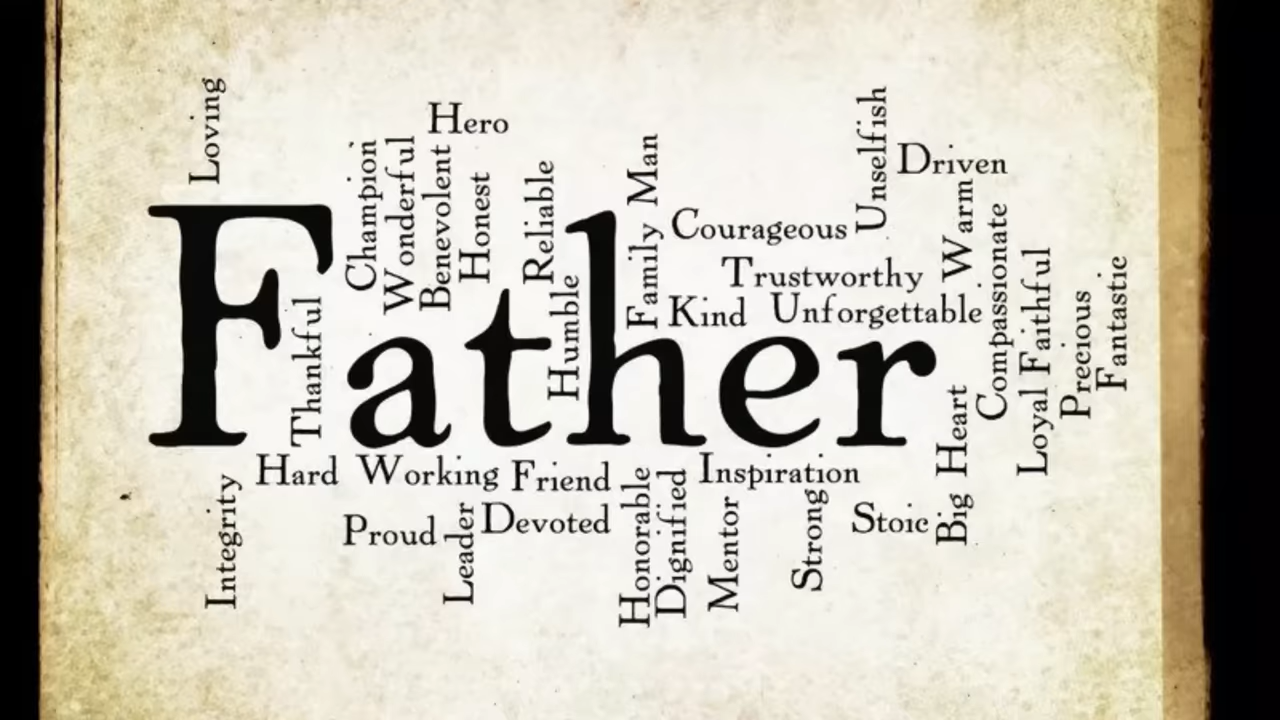 Loving
Hero
Champion
Wonderful
Benevolent
Honest
Reliable
Family Man
Unselfish
Driven
Courageous
Warm
Trustworthy
Kind
Unforgettable
Compassionate
Loyal
Faithful
Precious
Fantastic
Humble
Thankful
Father
Big Heart
Hard Working
Friend
Inspiration
Integrity
Proud
Leader
Devoted
Honorable
Dignified
Mentor
Strong
Stoic